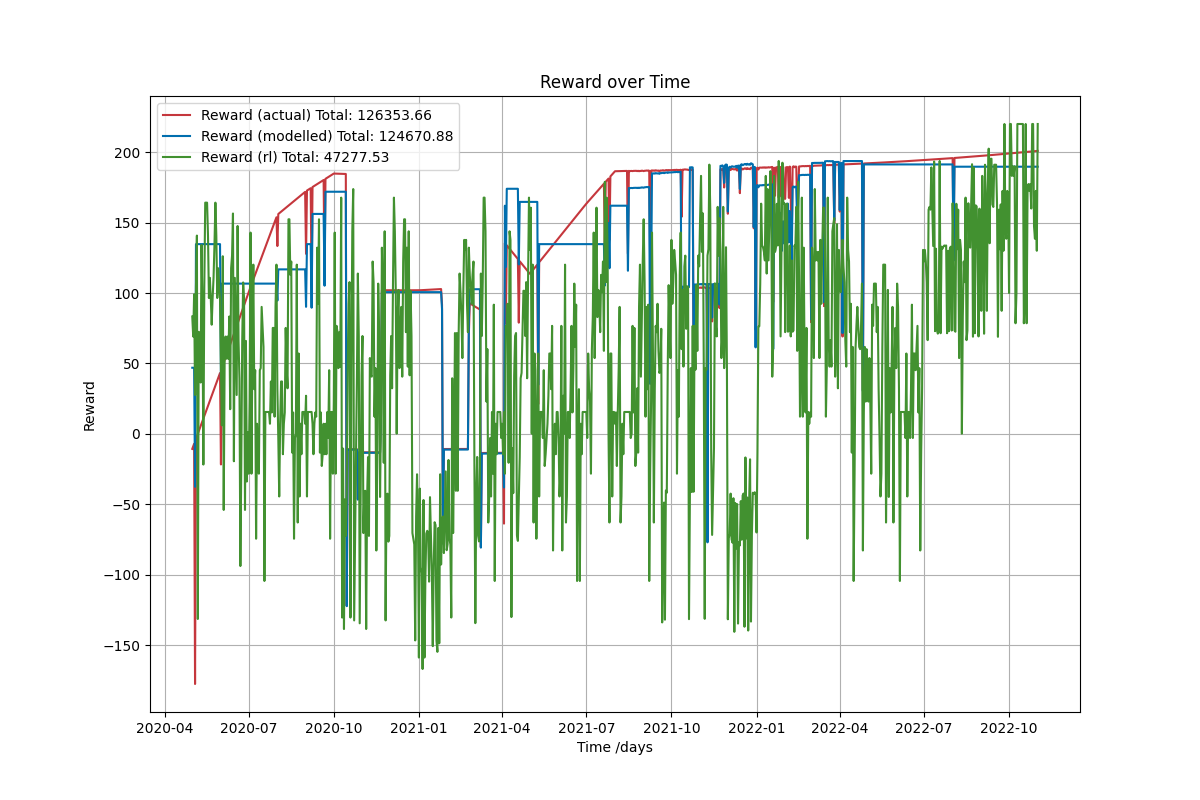 Reward over Time
Reward (actual) Total: 126353.66
Reward (modelled) Total: 124670.88
Reward (rl) Total: 47277.53
Reward
200
150
100
50
0
−50
−100
−150
2020-04 2020-07 2020-10 2021-01 2021-04 2021-07 2021-10 2022-01 2022-04 2022-07 2022-10
Time /days